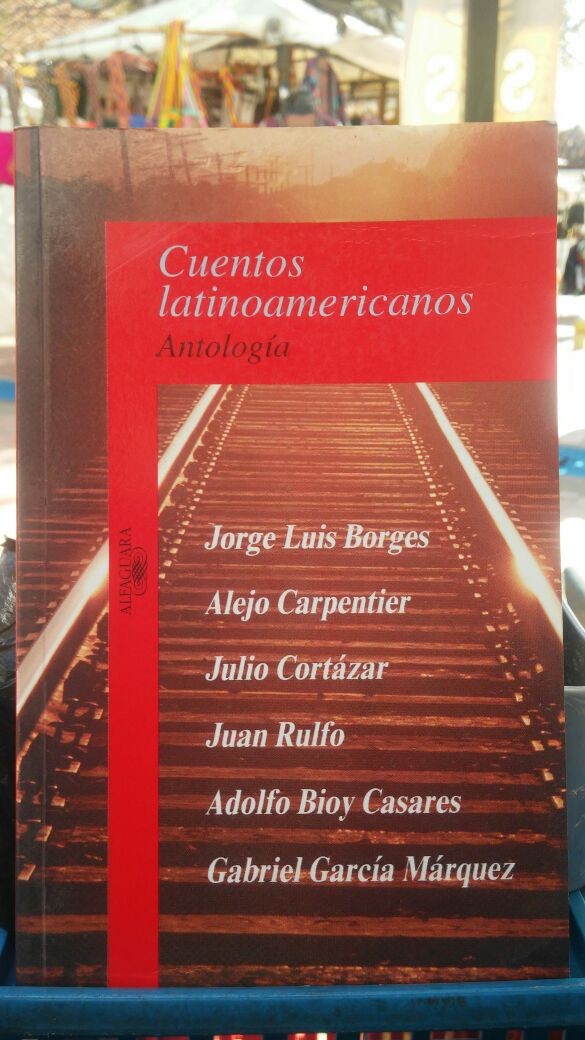 S S
Cuentos
latinoamericanos
Antología
ALFAGUARA
Jorge Luis Borges
Alejo Carpentier
Julio Cortázar
Juan Rulfo
Adolfo Bioy Casares
Gabriel García Márquez